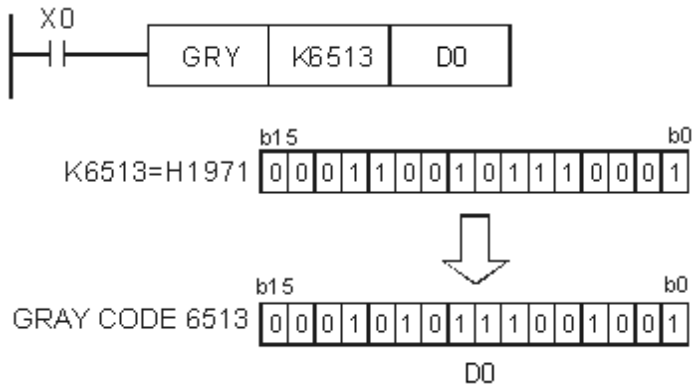 X0
GRY K6513 D0
b15 b0
K6513=H1971 0 0 0 1 1 0 0 1 0 1 1 1 0 0 0 1
b15 b0
GRAY CODE 6513 0 0 0 1 0 1 0 1 1 1 0 0 1 0 0 1
D0